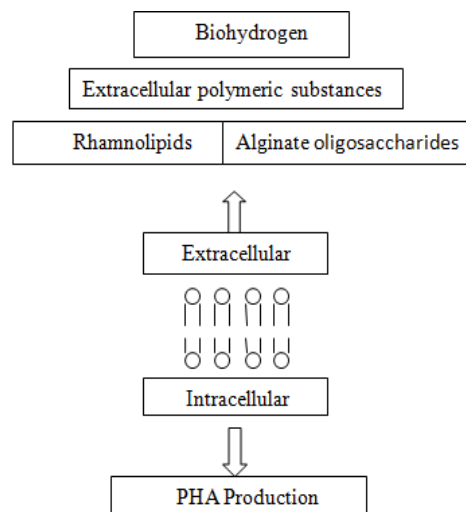 Biohydrogen
Extracellular polymeric substances
Rhamnolipids Alginate oligosaccharides
Extracellular
Intracellular
PHA Production